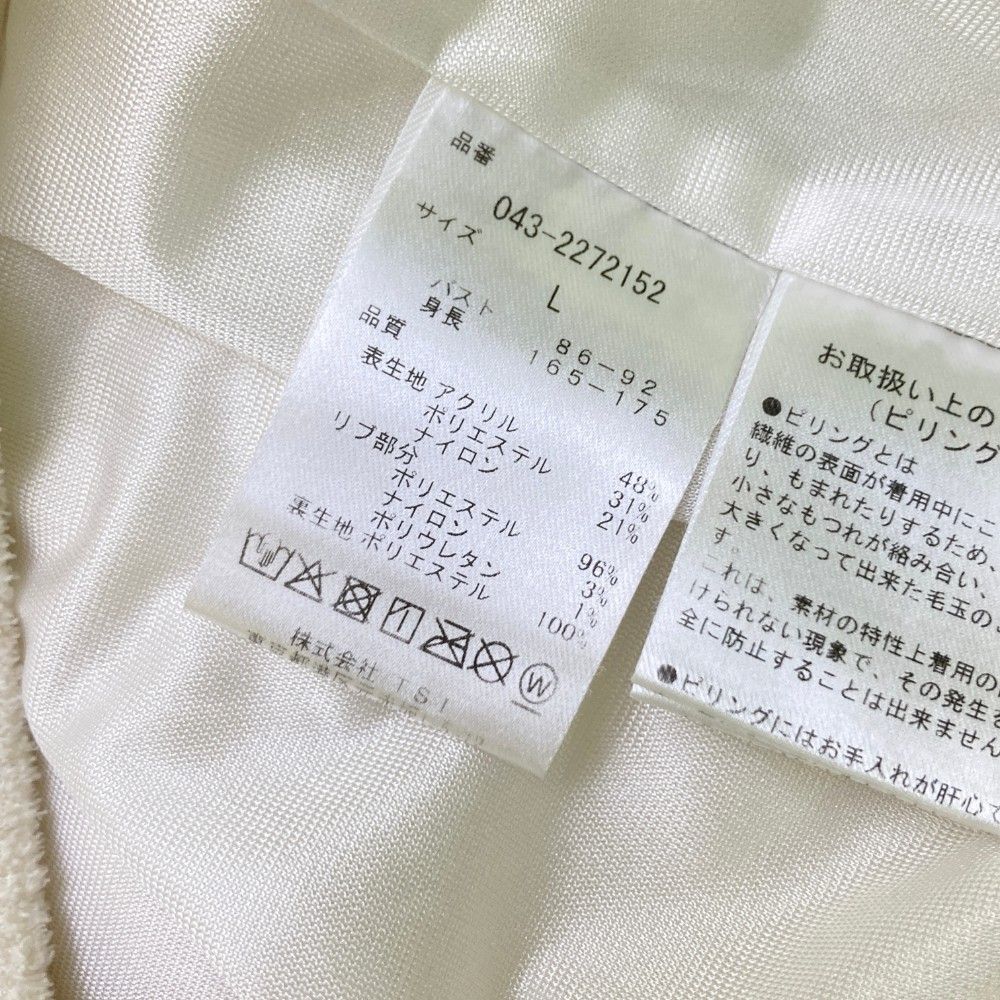 品番
043-2272152
サイズ
L
バスト 86-92
身長 165-175
品質
表生地 アクリル 48%
ポリエステル 31%
ナイロン 21%
リブ部分
ポリエステル 96%
ナイロン 3%
ポリウレタン 1%
裏生地 ポリエステル 100%
W
株式会社 TSI
お取扱い上の
(ピリング
●ピリングとは
繊維の表面が着用中にこ
り、もまれたりするため、
小さなもつれが絡み合い、
大きくなって出来た毛玉の
す。
これは、素材の特性上着用の
けられない現象で、その発生
全に防止することは出来ません
●ピリングにはお手入れが肝心で